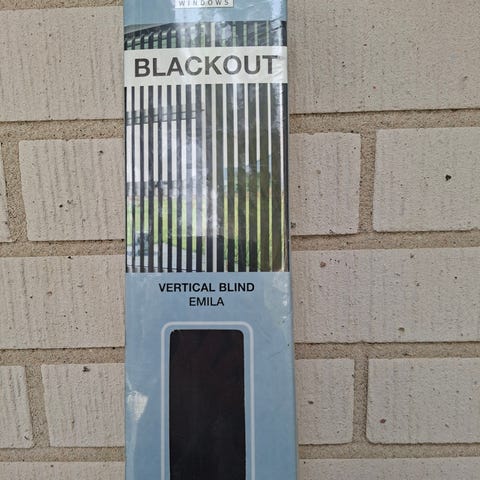 WINDOWS
BLACKOUT
VERTICAL BLIND
EMILA